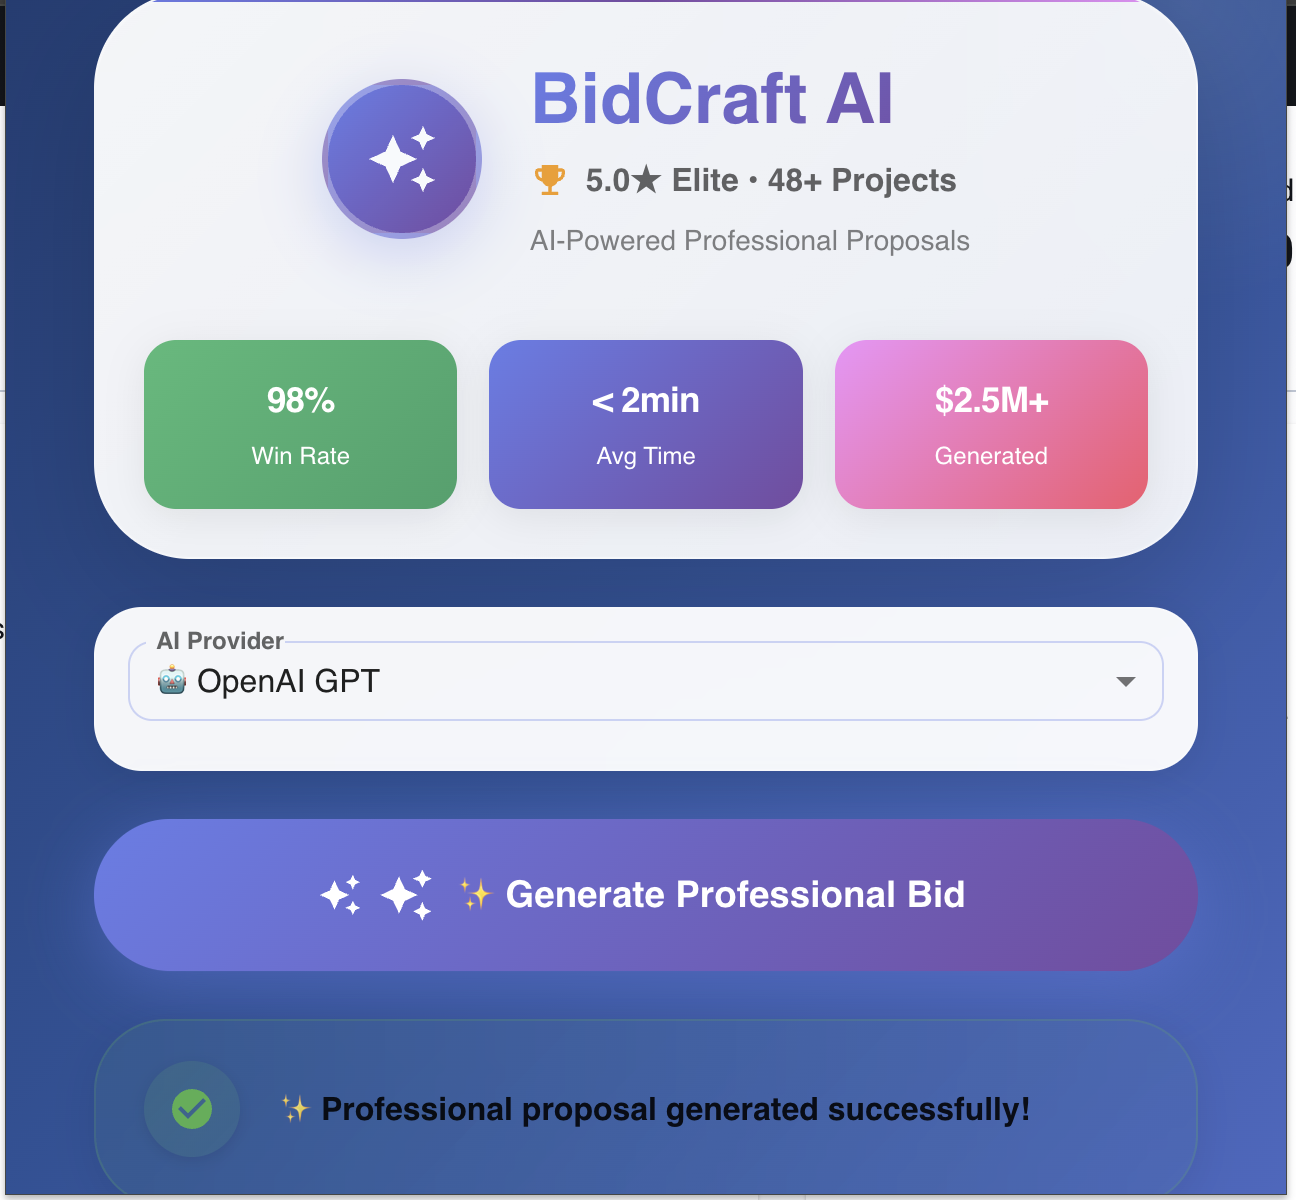 BidCraft AI
🏆 5.0★ Elite • 48+ Projects
AI-Powered Professional Proposals
98%
Win Rate
< 2min
Avg Time
$2.5M+
Generated
AI Provider
🤖 OpenAI GPT
✨ Generate Professional Bid
✨ Professional proposal generated successfully!